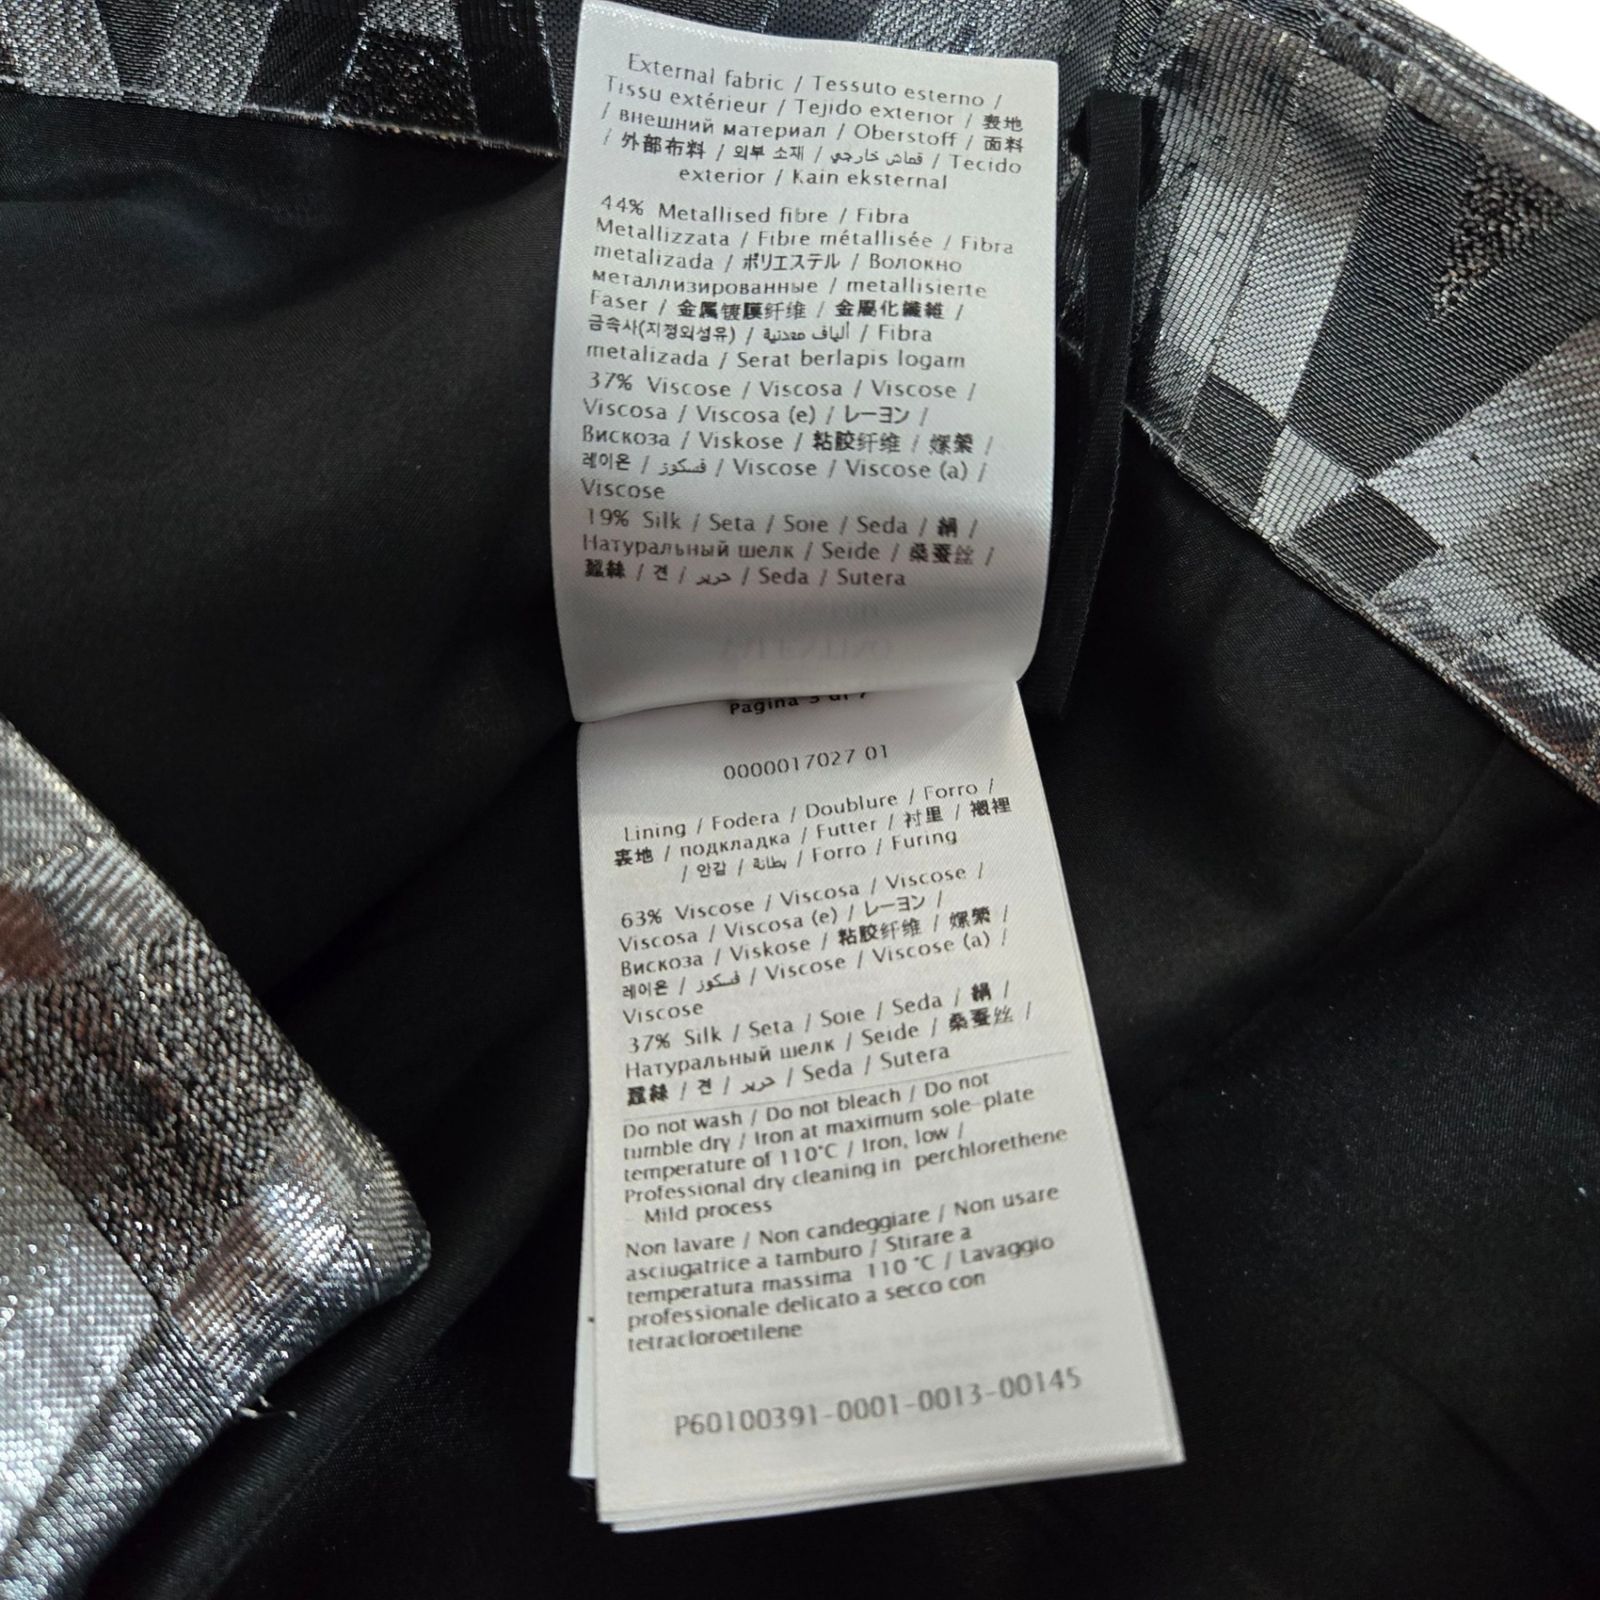 External fabric / Tessuto esterno /
Tissu extérieur / Tejido exterior / 表地
/ внешний материал / Oberstoff / 面料
/ 外部布料 / 외부 소재 / قماش خارجي / Tecido
exterior / Kain eksternal
44% Metallised fibre / Fibra
Metallizzata / Fibre métallisée / Fibra
metalizada / ポリエステル / Волокно
металлизированные / metallisierte
Faser / 金属镀膜纤维 / 金屬化纖維 /
금속사(지정외섬유) / ألياف معدنية / Fibra
metalizada / Serat berlapis logam
37% Viscose / Viscosa / Viscose /
Viscosa / Viscosa (e) / レーヨン /
Вискоза / Viskose / 粘胶纤维 / 嫘縈 /
레이온 / فسكوز / Viscose / Viscose (a) /
Viscose
19% Silk / Seta / Soie / Seda / 絹 /
Натуральный шелк / Seide / 桑蚕丝 /
蠶絲 / 견 / حرير / Seda / Sutera
Pagina 3 di 7
0000017027 01
Lining / Fodera / Doublure / Forro /
裏地 / подкладка / Futter / 衬里 / 襯裡
/ 안감 / بطانة / Forro / Furing
63% Viscose / Viscosa / Viscose /
Viscosa / Viscosa (e) / レーヨン /
Вискоза / Viskose / 粘胶纤维 / 嫘縈 /
레이온 / فسكوز / Viscose / Viscose (a) /
Viscose
37% Silk / Seta / Soie / Seda / 絹 /
Натуральный шелк / Seide / 桑蚕丝 /
蠶絲 / 견 / حرير / Seda / Sutera
Do not wash / Do not bleach / Do not
tumble dry / Iron at maximum sole-plate
temperature of 110°C / Iron, low /
Professional dry cleaning in perchlorethene
- Mild process
Non lavare / Non candeggiare / Non usare
asciugatrice a tamburo / Stirare a
temperatura massima 110 °C / Lavaggio
professionale delicato a secco con
tetracloroetilene
P60100391-0001-0013-00145